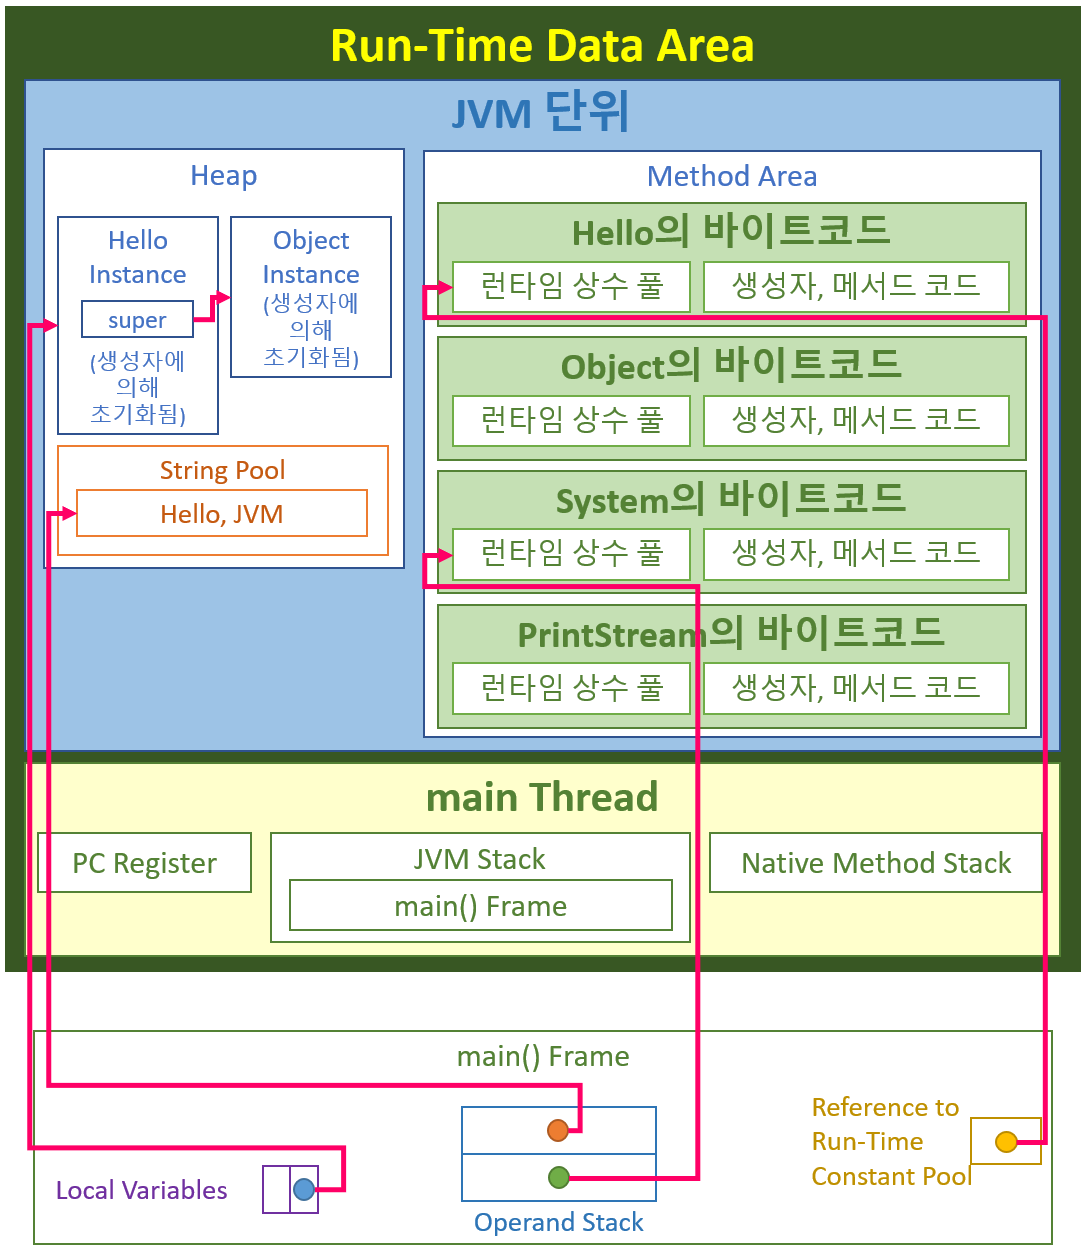 Run-Time Data Area
JVM 단위
Heap
Hello
Instance
super
(생성자에
의해
초기화됨)
Object
Instance
(생성자에
의해
초기화됨)
String Pool
Hello, JVM
Method Area
Hello의 바이트코드
런타임 상수 풀
생성자, 메서드 코드
Object의 바이트코드
런타임 상수 풀
생성자, 메서드 코드
System의 바이트코드
런타임 상수 풀
생성자, 메서드 코드
PrintStream의 바이트코드
런타임 상수 풀
생성자, 메서드 코드
main Thread
PC Register
JVM Stack
main() Frame
Native Method Stack
main() Frame
Local Variables
Operand Stack
Reference to
Run-Time
Constant Pool